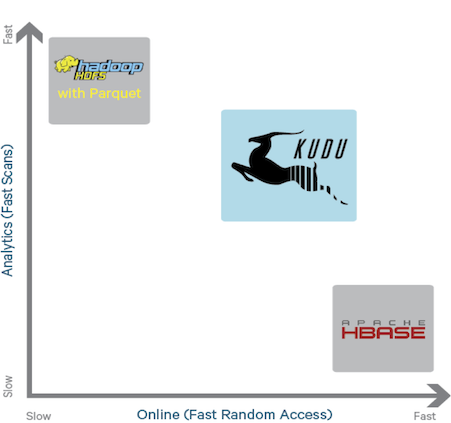 Fast
hadoop
HDFS
with Parquet
KUDU
Analytics (Fast Scans)
APACHE
HBASE
Slow
Slow
Online (Fast Random Access)
Fast